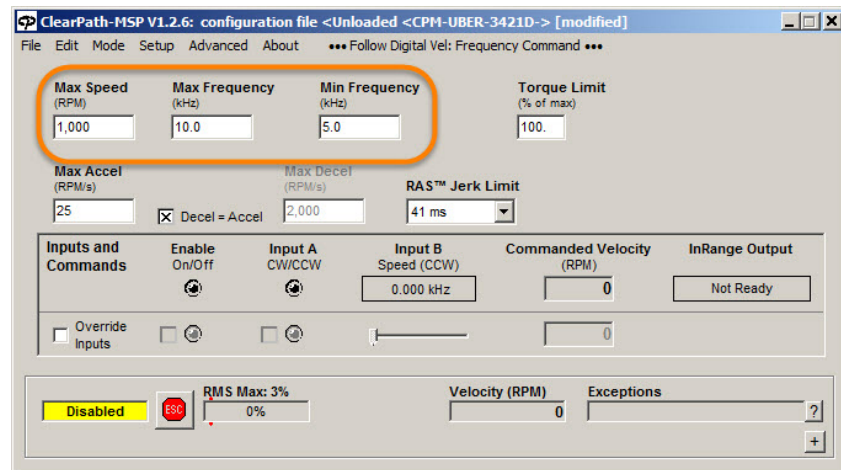 ClearPath-MSP V1.2.6: configuration file <Unloaded <CPM-UBER-3421D-> [modified]
File Edit Mode Setup Advanced About ●●● Follow Digital Vel: Frequency Command ●●●
Max Speed Max Frequency Min Frequency Torque Limit
(RPM) (kHz) (kHz) (% of max)
1,000 10.0 5.0 100.
Max Accel Max Decel
(RPM/s) (RPM/s) RAS™ Jerk Limit
25 Decel = Accel 2,000 41 ms
Inputs and Enable Input A Input B Commanded Velocity InRange Output
Commands On/Off CW/CCW Speed (CCW) (RPM)
0.000 kHz 0 Not Ready
Override
Inputs 0
RMS Max: 3% Velocity (RPM) Exceptions
Disabled ESC 0% 0 ?
+